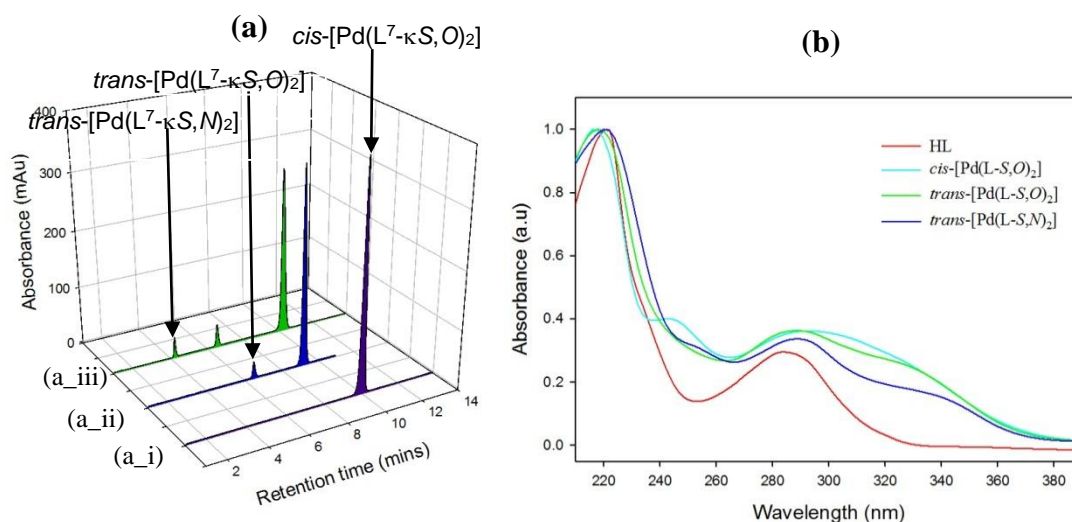 (a)
cis-[Pd(L⁷-κS,O)₂]
trans-[Pd(L⁷-κS,O)₂]
trans-[Pd(L⁷-κS,N)₂]
Absorbance (mAu)
400
300
200
100
0
(a_iii)
(a_ii)
(a_i)
2
4
6
8
10
12
14
Retention time (mins)
(b)
HL
cis-[Pd(L-S,O)₂]
trans-[Pd(L-S,O)₂]
trans-[Pd(L-S,N)₂]
Absorbance (a.u)
1.0
0.8
0.6
0.4
0.2
0.0
220 240 260 280 300 320 340 360 380
Wavelength (nm)